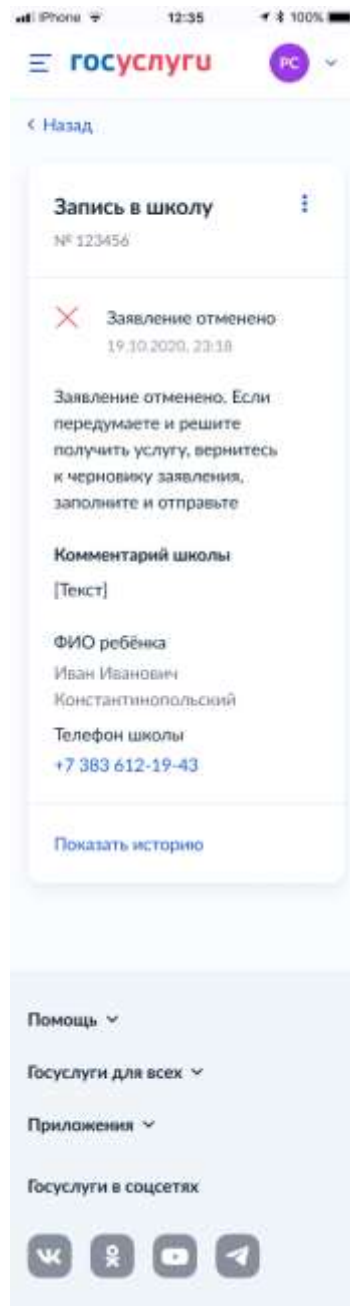 iPhone 12:35 100%
госуслуги РС
Назад
Запись в школу
№ 123456
Заявление отменено
19.10.2020, 23:18
Заявление отменено. Если
передумаете и решите
получить услугу, вернитесь
к черновику заявления,
заполните и отправьте
Комментарий школы
[Текст]
ФИО ребёнка
Иван Иванович
Константинопольский
Телефон школы
+7 383 612-19-43
Показать историю
Помощь
Госуслуги для всех
Приложения
Госуслуги в соцсетях